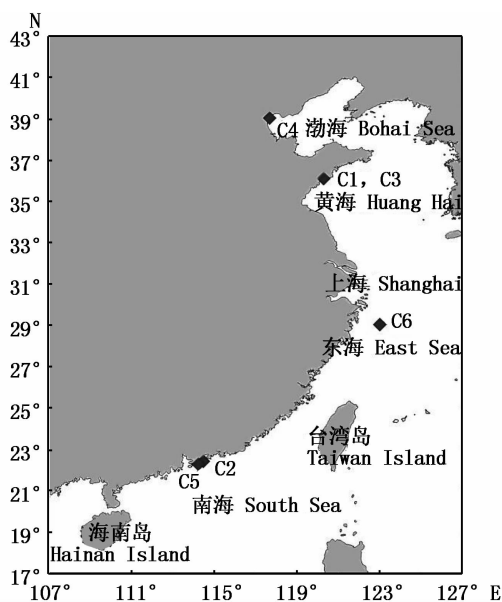 N
43°
41°
39°
37°
35°
33°
31°
29°
27°
25°
23°
21°
19°
17°
C4
渤海 Bohai Sea
C1, C3
黄海 Huang Hai
上海 Shanghai
C6
东海 East Sea
台湾岛
Taiwan Island
C5
C2
南海 South Sea
海南岛
Hainan Island
107° 111° 115° 119° 123° 127° E